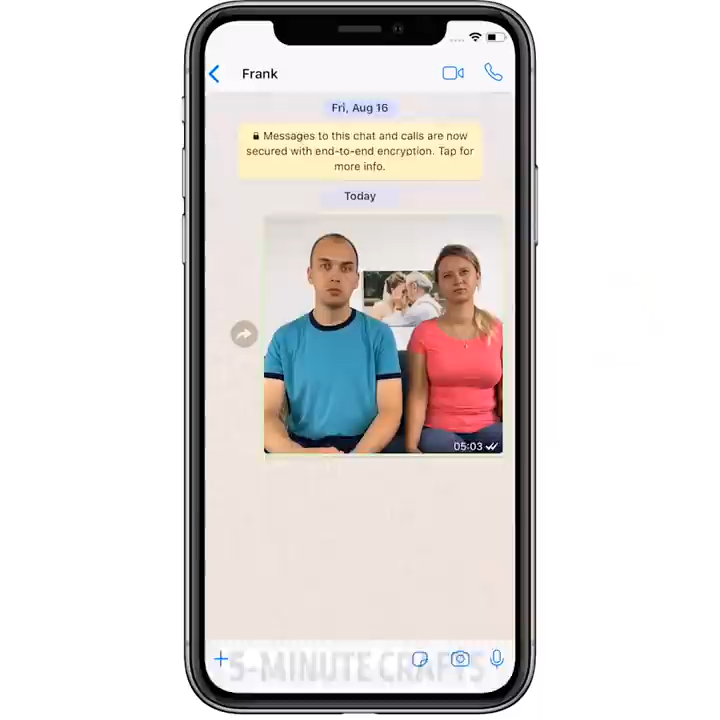 Frank
Fri, Aug 16
Messages to this chat and calls are now
secured with end-to-end encryption. Tap for
more info.
Today
05:03
5-MINUTE CRAFTS